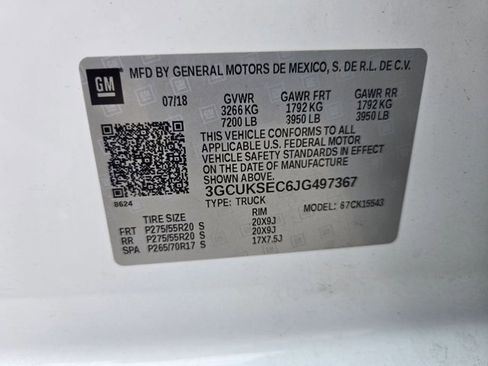 GM
MFD BY GENERAL MOTORS DE MEXICO, S. DE R.L. DE C.V.
07/18 GVWR GAWR FRT GAWR RR
3266 KG 1792 KG 1792 KG
7200 LB 3950 LB 3950 LB
THIS VEHICLE CONFORMS TO ALL
APPLICABLE U.S. FEDERAL MOTOR
VEHICLE SAFETY STANDARDS IN EFFECT
ON THE DATE OF MANUFACTURE
SHOWN ABOVE.
3GCUKSEC6JG497367
8624 TYPE: TRUCK MODEL: 67CK15543
TIRE SIZE RIM
FRT P275/55R20 S 20X9J
RR P275/55R20 S 20X9J
SPA P265/70R17 S 17X7.5J